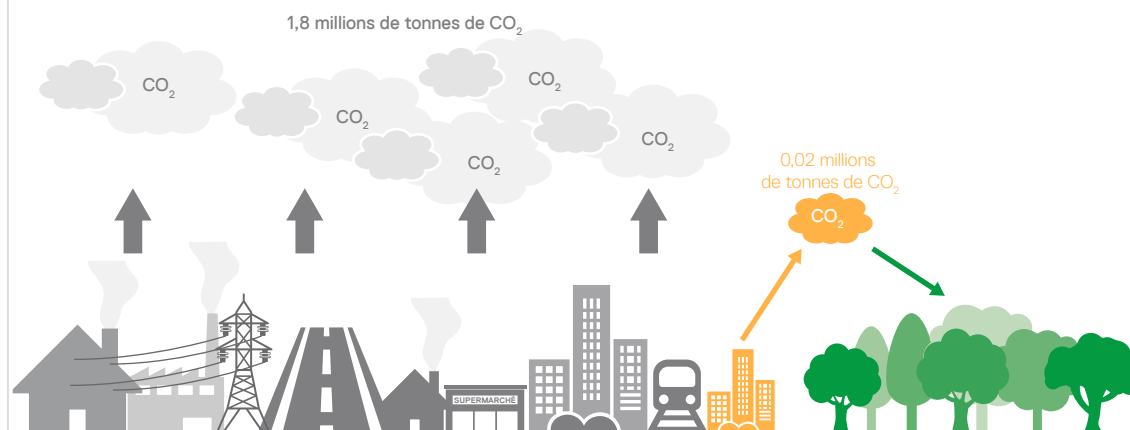 1,8 millions de tonnes de CO₂
CO₂
CO₂
CO₂
CO₂
CO₂
0,02 millions
de tonnes de CO₂
CO₂
SUPERMARCHÉ